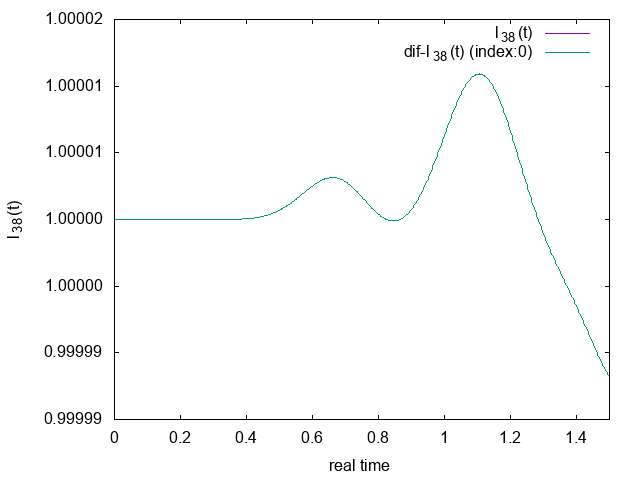 1.00002
1.00001
1.00001
1.00000
1.00000
0.99999
0.99999
I38(t)
I38(t)
dif-I38(t) (index:0)
0 0.2 0.4 0.6 0.8 1 1.2 1.4
real time